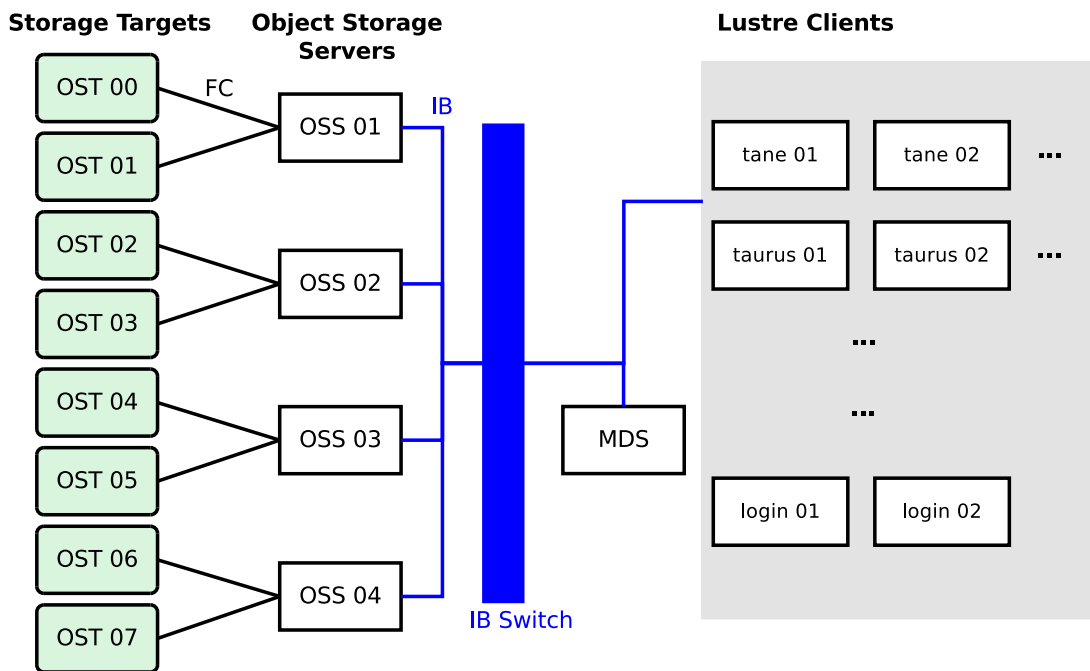 Storage Targets
Object Storage
Servers
Lustre Clients
OST 00
OST 01
OST 02
OST 03
OST 04
OST 05
OST 06
OST 07
FC
OSS 01
OSS 02
OSS 03
OSS 04
IB
IB Switch
MDS
tane 01
tane 02
...
taurus 01
taurus 02
...
...
...
login 01
login 02